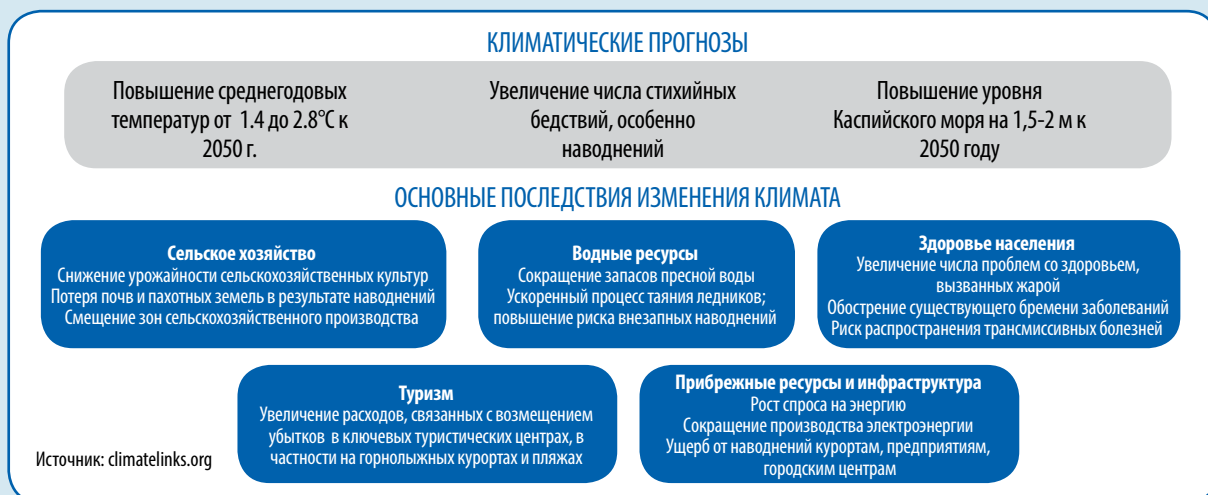 КЛИМАТИЧЕСКИЕ ПРОГНОЗЫ
Повышение среднегодовых
температур от 1.4 до 2.8°C к
2050 г.
Увеличение числа стихийных
бедствий, особенно
наводнений
Повышение уровня
Каспийского моря на 1,5-2 м к
2050 году
ОСНОВНЫЕ ПОСЛЕДСТВИЯ ИЗМЕНЕНИЯ КЛИМАТА
Сельское хозяйство
Снижение урожайности сельскохозяйственных культур
Потеря почв и пахотных земель в результате наводнений
Смещение зон сельскохозяйственного производства
Водные ресурсы
Сокращение запасов пресной воды
Ускоренный процесс таяния ледников;
повышение риска внезапных наводнений
Здоровье населения
Увеличение числа проблем со здоровьем,
вызванных жарой
Обострение существующего бремени заболеваний
Риск распространения трансмиссивных болезней
Туризм
Увеличение расходов, связанных с возмещением
убытков в ключевых туристических центрах, в
частности на горнолыжных курортах и пляжах
Прибрежные ресурсы и инфраструктура
Рост спроса на энергию
Сокращение производства электроэнергии
Ущерб от наводнений курортам, предприятиям,
городским центрам
Источник: climatelinks.org